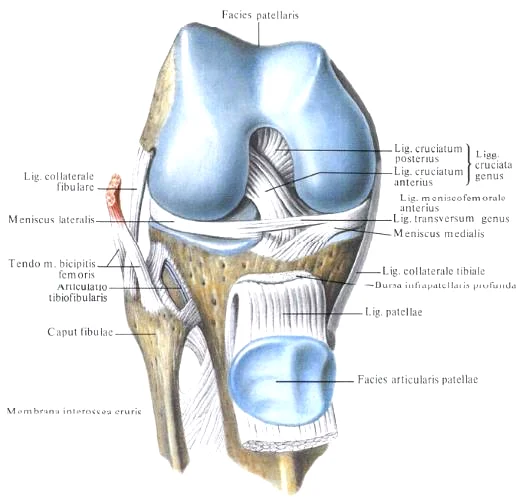 Facies patellaris
Lig. cruciatum
posterius
Lig. cruciatum
anterius
Ligg.
cruciata
genus
Lig. meniscofemorale
anterius
Lig. transversum genus
Meniscus medialis
Lig. collaterale tibiale
Dursa infrapatellaris profunda
Lig. patellae
Facies articularis patellae
Lig. collaterale
fibulare
Meniscus lateralis
Tendo m. bicipitis
femoris
Articulatio
tibiofibularis
Caput fibulae
Membrana interossea cruris